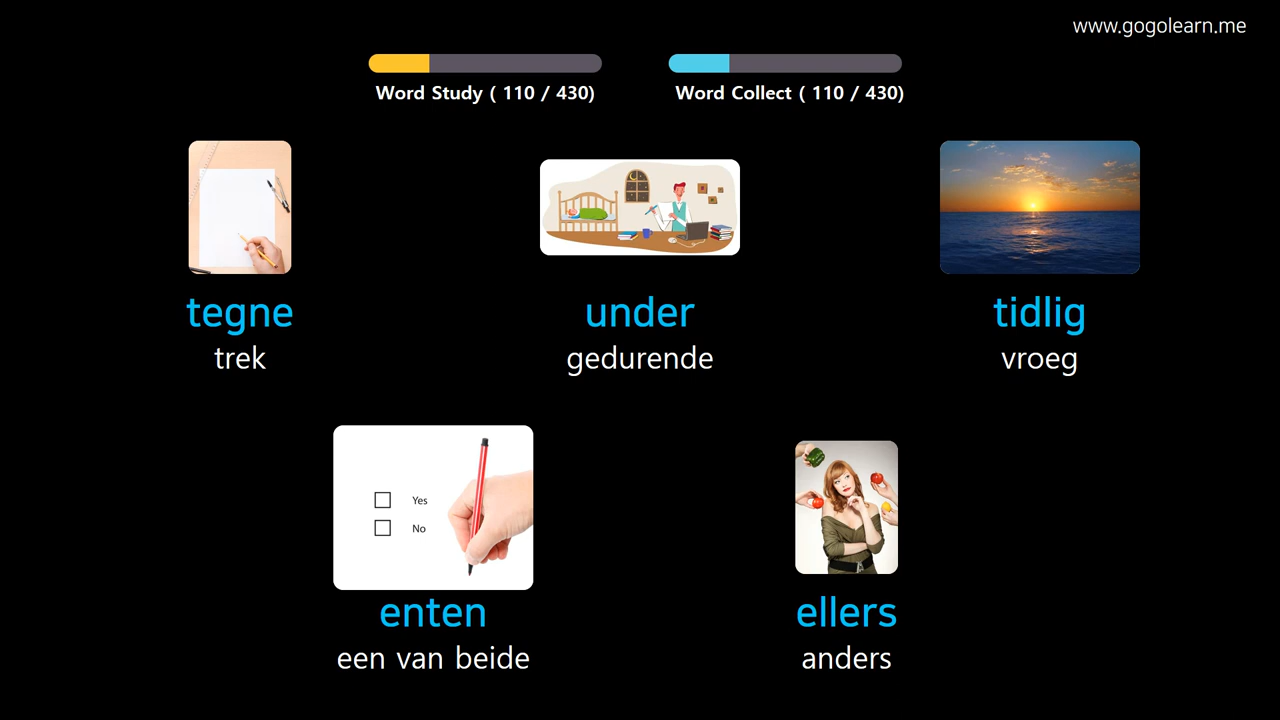 www.gogolearn.me
Word Study ( 110 / 430)
Word Collect ( 110 / 430)
tegne
trek
under
gedurende
tidlig
vroeg
Yes
No
enten
een van beide
ellers
anders